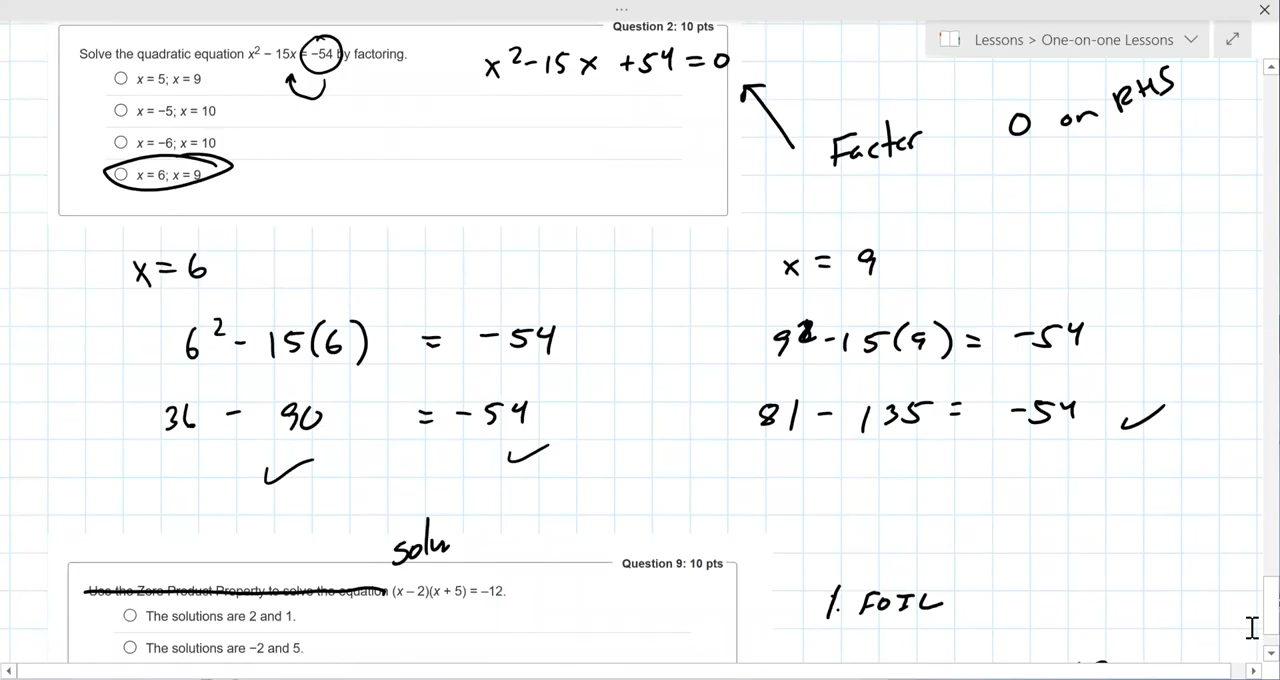 Question 2: 10 pts
Lessons > One-on-one Lessons
Solve the quadratic equation x² − 15x = −54 by factoring.
x² - 15x + 54 = 0
x = 5; x = 9
x = −5; x = 10
x = −6; x = 10
x = 6; x = 9
Factor
0 on RHS
x = 6
x = 9
6² - 15(6) = -54
9² - 15(9) = -54
36 - 90 = -54
81 - 135 = -54
solv
Question 9: 10 pts
Use the Zero Product Property to solve the equation (x − 2)(x + 5) = −12.
1. FOIL
The solutions are 2 and 1.
The solutions are −2 and 5.